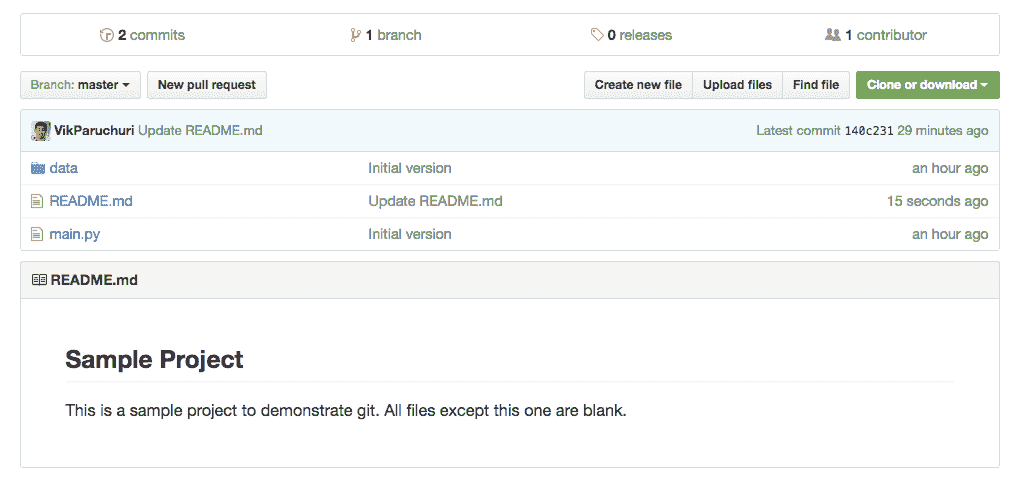 2 commits 1 branch 0 releases 1 contributor
Branch: master New pull request Create new file Upload files Find file Clone or download
VikParuchuri Update README.md Latest commit 140c231 29 minutes ago
data Initial version an hour ago
README.md Update README.md 15 seconds ago
main.py Initial version an hour ago
README.md
Sample Project
This is a sample project to demonstrate git. All files except this one are blank.